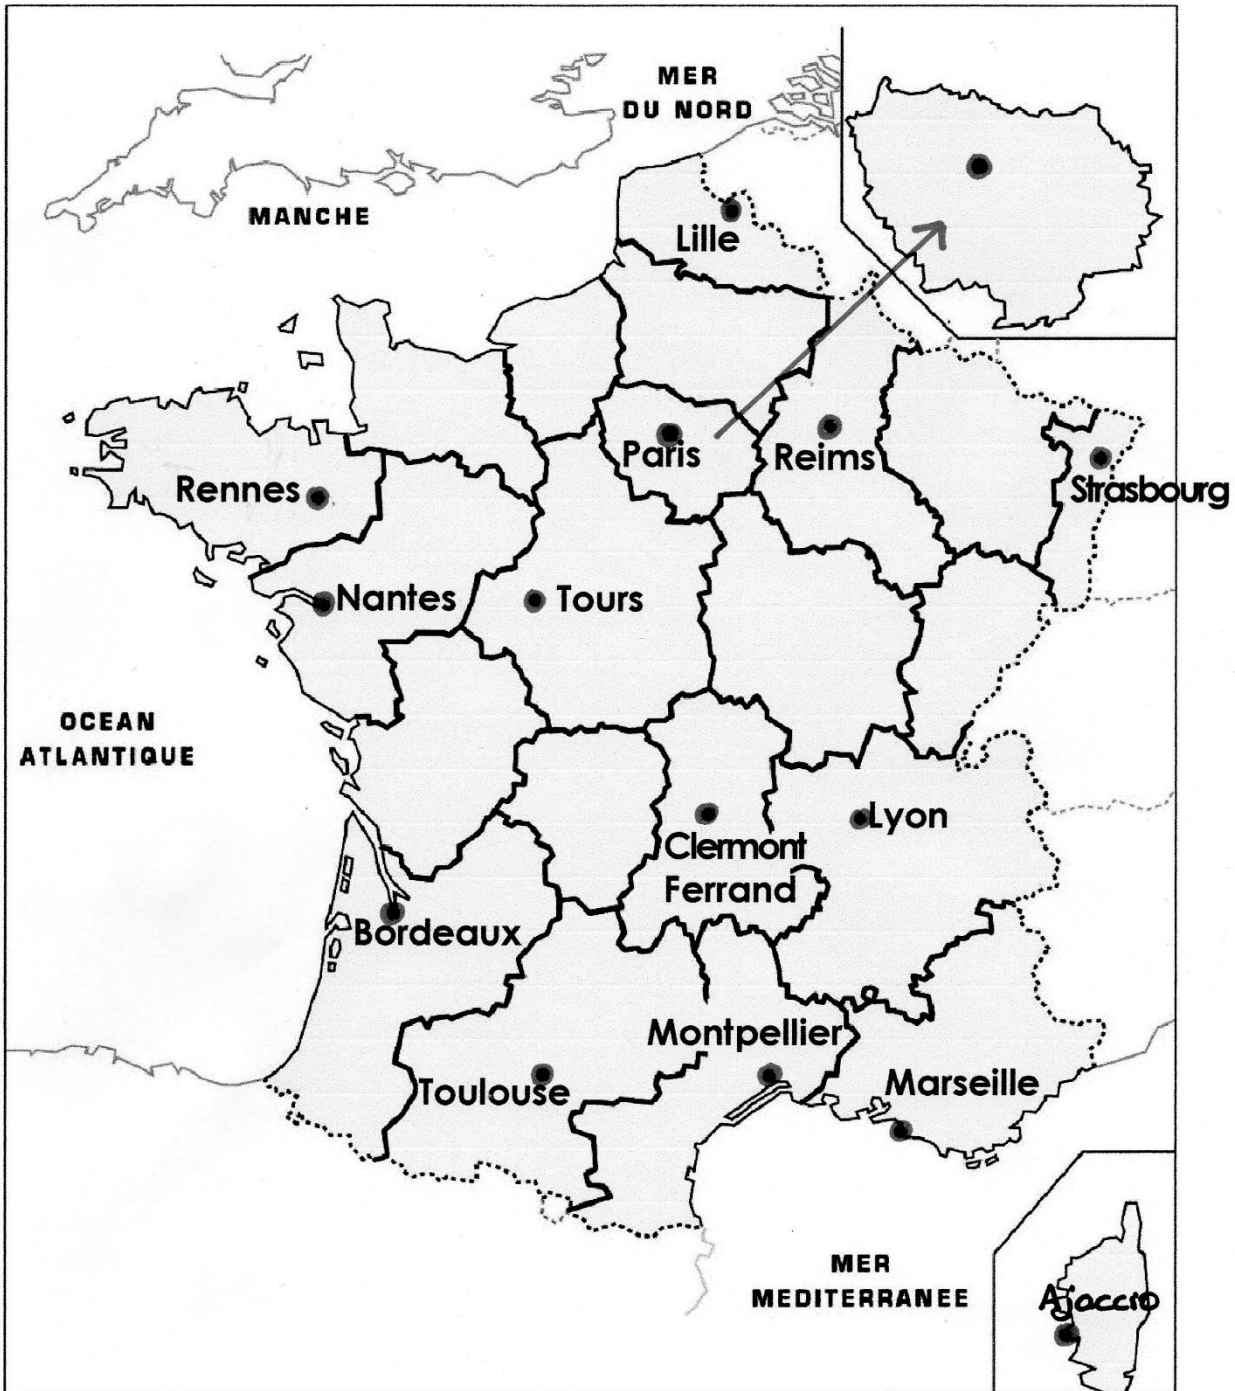 MER
DU NORD
MANCHE
Lille
Paris
Reims
Strasbourg
Rennes
Nantes
Tours
OCEAN
ATLANTIQUE
Lyon
Clermont
Ferrand
Bordeaux
Montpellier
Toulouse
Marseille
MER
MEDITERRANEE
Ajaccio